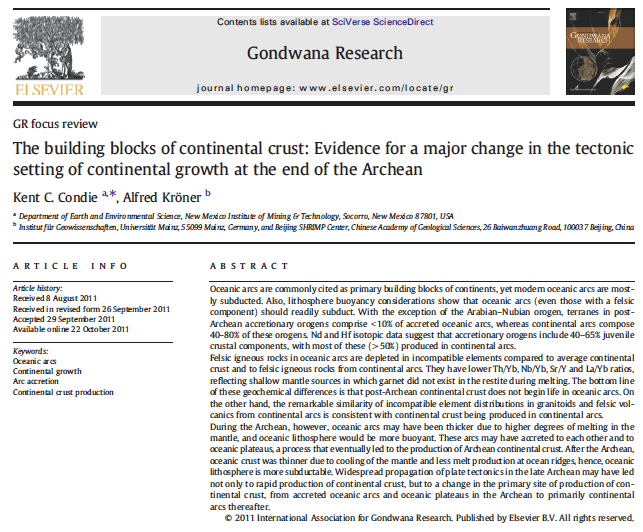 Contents lists available at SciVerse ScienceDirect
Gondwana Research
journal homepage: www.elsevier.com/locate/gr
ELSEVIER
GONDWANA
RESEARCH
GR focus review
The building blocks of continental crust: Evidence for a major change in the tectonic
setting of continental growth at the end of the Archean
Kent C. Condie a,*, Alfred Kröner b
a Department of Earth and Environmental Science, New Mexico Institute of Mining & Technology, Socorro, New Mexico 87801, USA
b Institut für Geowissenschaften, Universität Mainz, 55099 Mainz, Germany, and Beijing SHRIMP Center, Chinese Academy of Geological Sciences, 26 Baiwanzhuang Road, 100037 Beijing, China
ARTICLE INFO
Article history:
Received 8 August 2011
Received in revised form 26 September 2011
Accepted 29 September 2011
Available online 22 October 2011
Keywords:
Oceanic arcs
Continental growth
Arc accretion
Continental crust production
ABSTRACT
Oceanic arcs are commonly cited as primary building blocks of continents, yet modern oceanic arcs are most-
ly subducted. Also, lithosphere buoyancy considerations show that oceanic arcs (even those with a felsic
component) should readily subduct. With the exception of the Arabian–Nubian orogen, terranes in post-
Archean accretionary orogens comprise <10% of accreted oceanic arcs, whereas continental arcs compose
40–80% of these orogens. Nd and Hf isotopic data suggest that accretionary orogens include 40–65% juvenile
crustal components, with most of these (>50%) produced in continental arcs.
Felsic igneous rocks in oceanic arcs are depleted in incompatible elements compared to average continental
crust and to felsic igneous rocks from continental arcs. They have lower Th/Yb, Nb/Yb, Sr/Y and La/Yb ratios,
reflecting shallow mantle sources in which garnet did not exist in the restite during melting. The bottom line
of these geochemical differences is that post-Archean continental crust does not begin life in oceanic arcs. On
the other hand, the remarkable similarity of incompatible element distributions in granitoids and felsic vol-
canics from continental arcs is consistent with continental crust being produced in continental arcs.
During the Archean, however, oceanic arcs may have been thicker due to higher degrees of melting in the
mantle, and oceanic lithosphere would be more buoyant. These arcs may have accreted to each other and to
oceanic plateaus, a process that eventually led to the production of Archean continental crust. After the Archean,
oceanic crust was thinner due to cooling of the mantle and less melt production at ocean ridges, hence, oceanic
lithosphere is more subductable. Widespread propagation of plate tectonics in the late Archean may have led
not only to rapid production of continental crust, but to a change in the primary site of production of con-
tinental crust, from accreted oceanic arcs and oceanic plateaus in the Archean to primarily continental
arcs thereafter.
© 2011 International Association for Gondwana Research. Published by Elsevier B.V. All rights reserved.